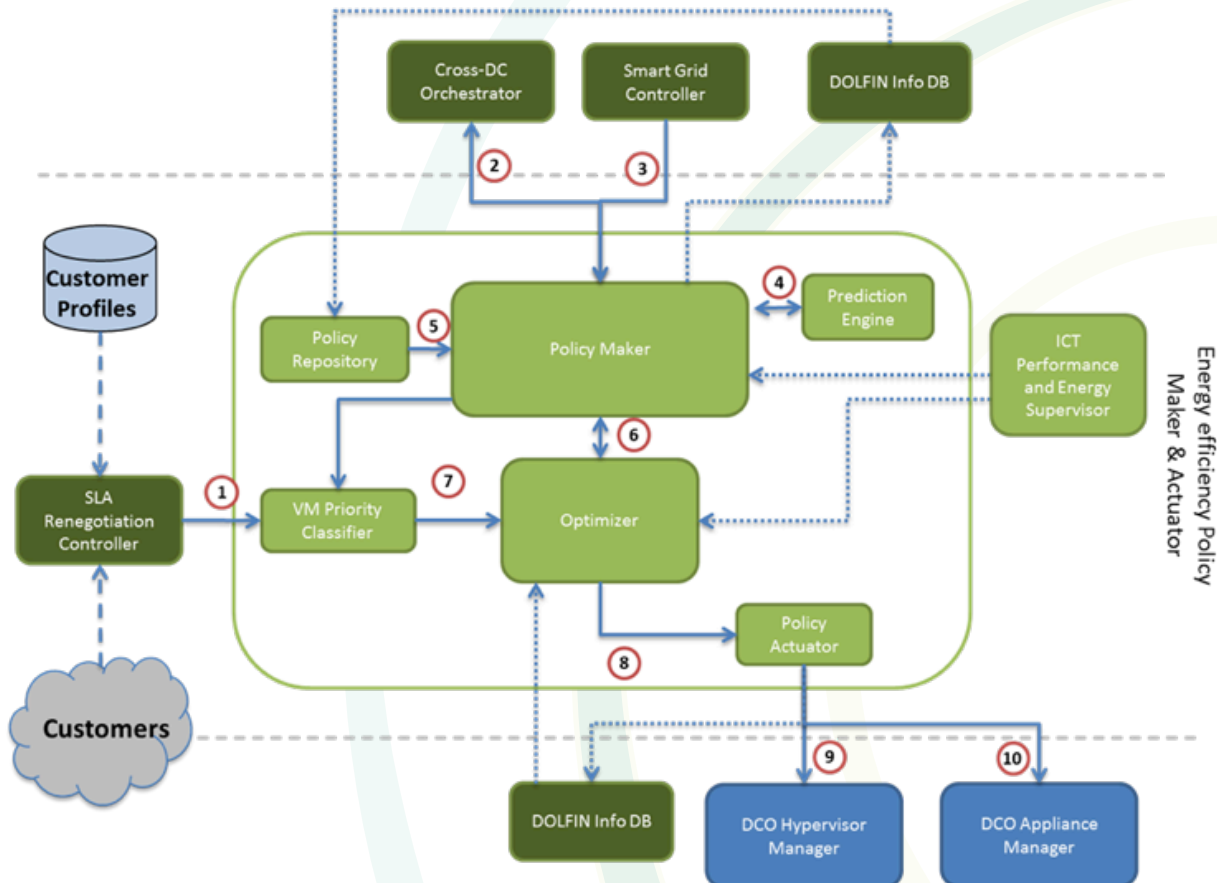 Cross-DC
Orchestrator
Smart Grid
Controller
DOLFIN Info DB
2
3
Customer
Profiles
Policy
Repository
5
Policy Maker
4
Prediction
Engine
ICT
Performance
and Energy
Supervisor
Energy efficiency Policy
Maker & Actuator
6
SLA
Renegotiation
Controller
1
VM Priority
Classifier
7
Optimizer
Policy
Actuator
8
Customers
DOLFIN Info DB
9
DCO Hypervisor
Manager
10
DCO Appliance
Manager